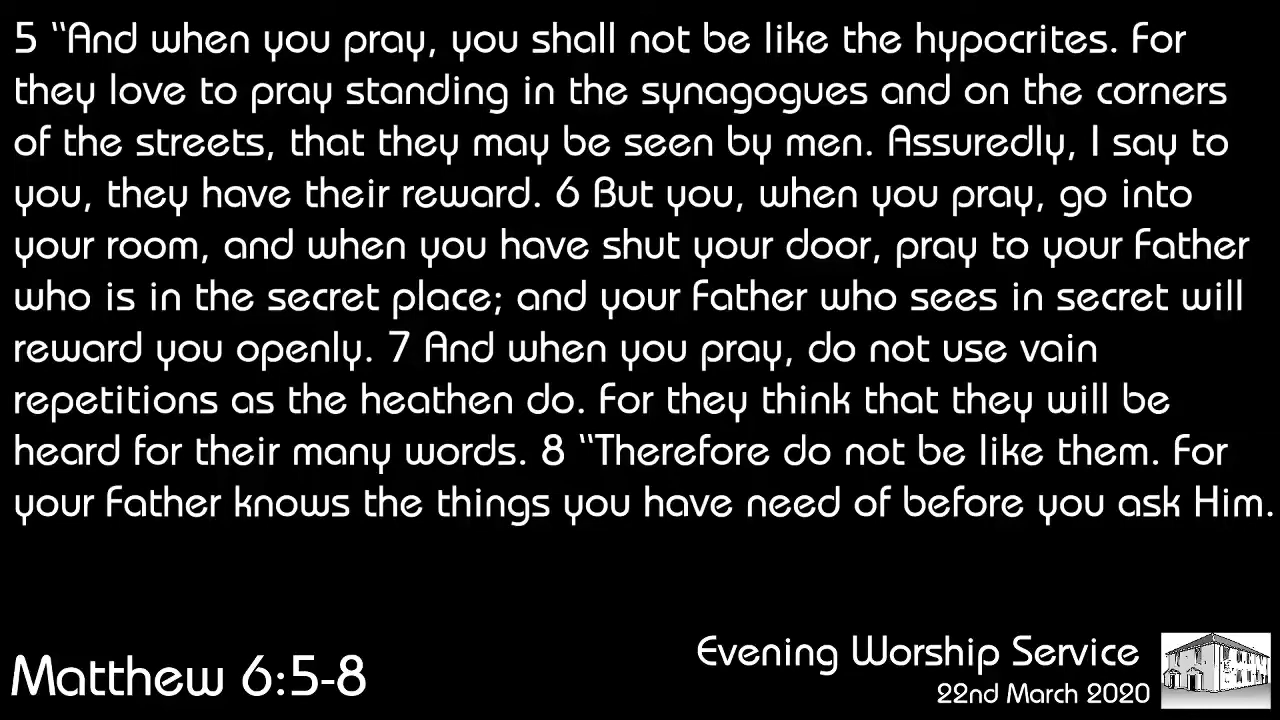 5 “And when you pray, you shall not be like the hypocrites. For
they love to pray standing in the synagogues and on the corners
of the streets, that they may be seen by men. Assuredly, I say to
you, they have their reward. 6 But you, when you pray, go into
your room, and when you have shut your door, pray to your Father
who is in the secret place; and your Father who sees in secret will
reward you openly. 7 And when you pray, do not use vain
repetitions as the heathen do. For they think that they will be
heard for their many words. 8 “Therefore do not be like them. For
your Father knows the things you have need of before you ask Him.
Matthew 6:5-8
Evening Worship Service
22nd March 2020